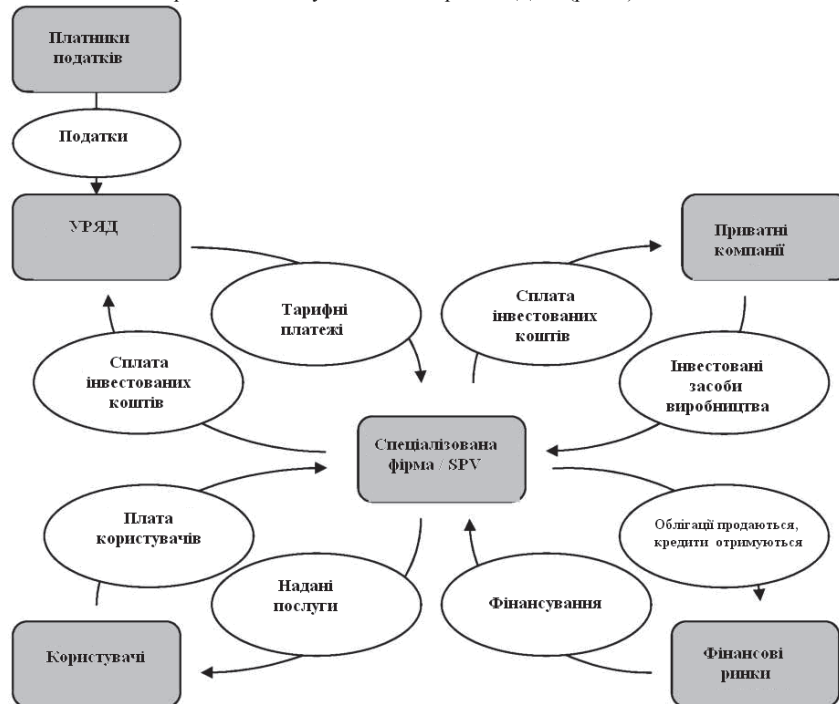 Платники
податків
Податки
УРЯД
Приватні
компанії
Тарифні
платежі
Сплата
інвестованих
коштів
Сплата
інвестованих
коштів
Інвестовані
засоби
виробництва
Спеціалізована
фірма / SPV
Плата
користувачів
Облігації продаються,
кредити отримуються
Надані
послуги
Фінансування
Користувачі
Фінансові
ринки